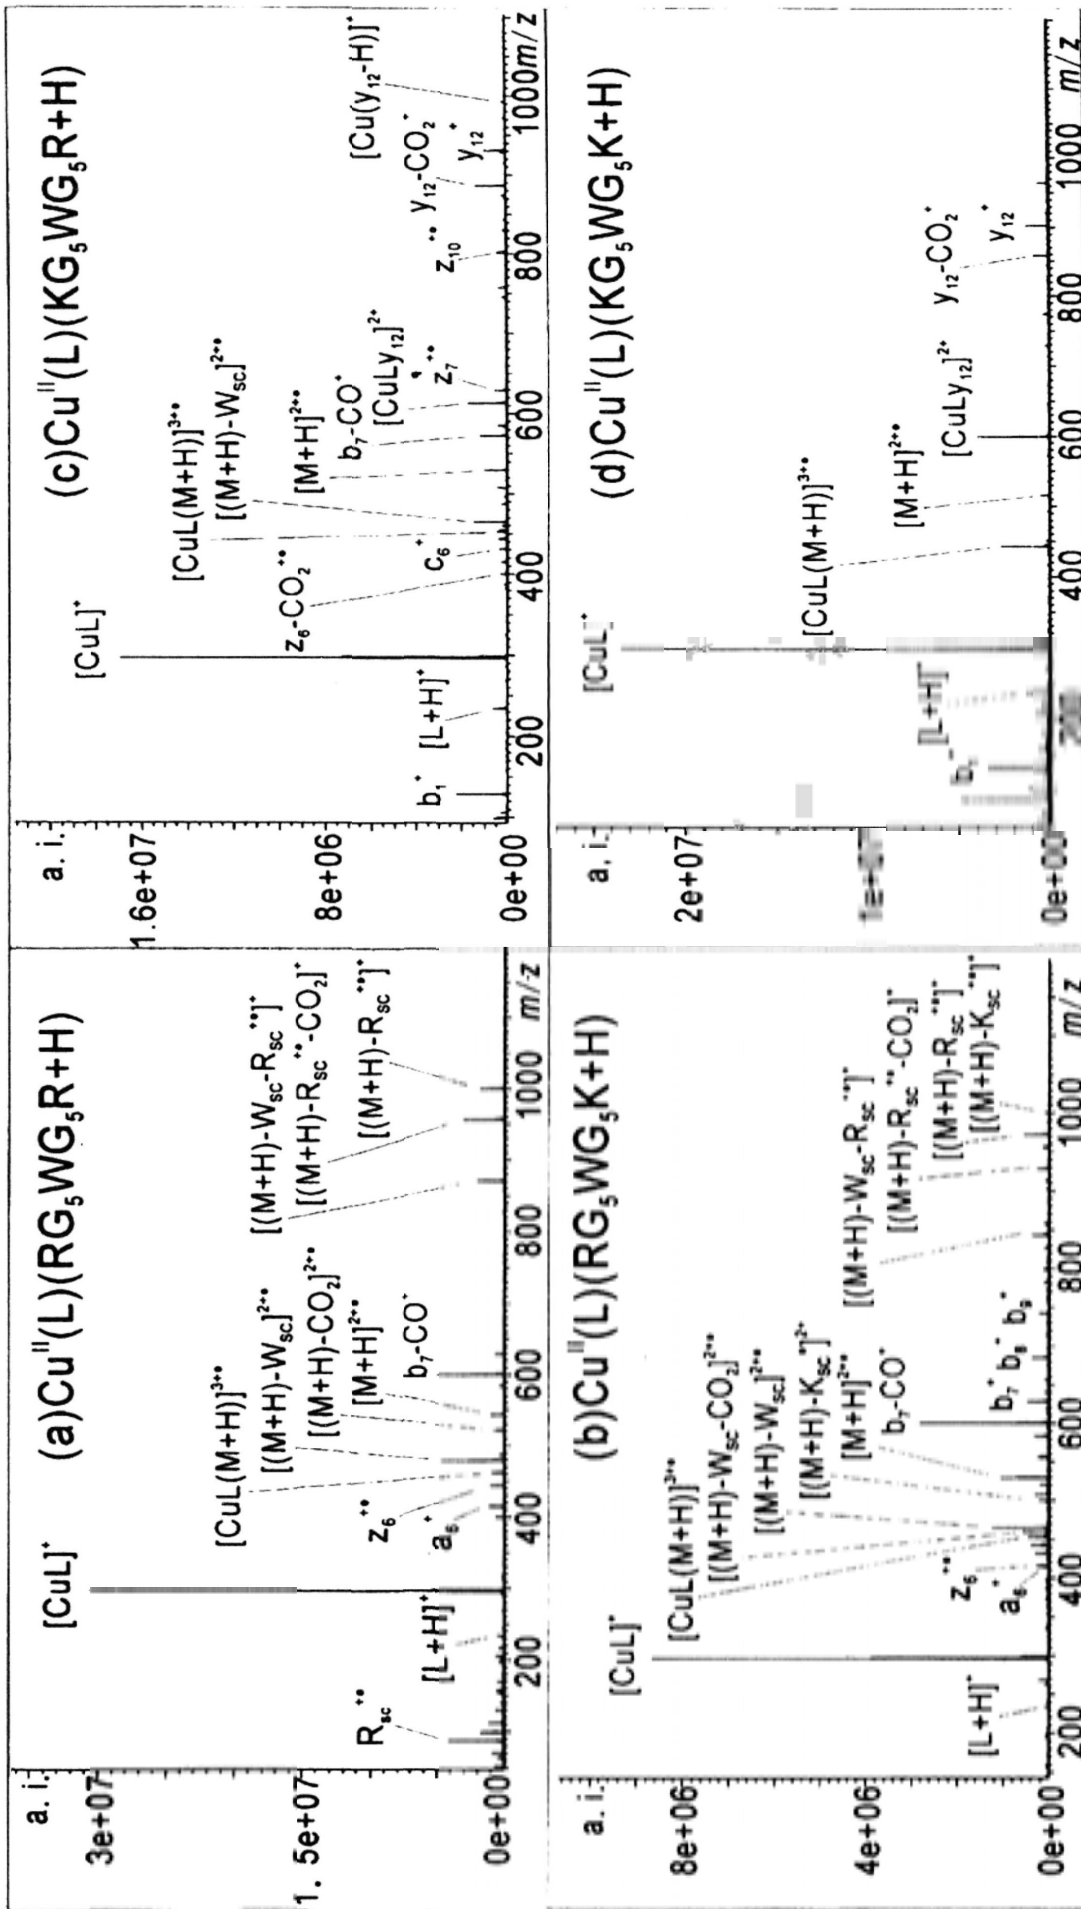 (a)Cu^II(L)(RG₅WG₅R+H)
a. i.
3e+07
1. 5e+07
0e+00
[CuL]⁺
R_sc⁺•
[L+H]⁺
a₆⁺
z₆⁺•
[CuL(M+H)]³⁺•
[(M+H)-W_sc]²⁺•
[(M+H)-CO₂]²⁺•
[M+H]²⁺•
b₇-CO⁺
[(M+H)-W_sc-R_sc⁺•]⁺
[(M+H)-R_sc⁺•-CO₂]⁺
[(M+H)-R_sc⁺•]⁺
200 400 600 800 1000 m/z
(b)Cu^II(L)(RG₅WG₅K+H)
a. i.
8e+06
4e+06
0e+00
[CuL]⁺
[L+H]⁺
a₆⁺
z₆⁺•
[CuL(M+H)]³⁺•
[(M+H)-W_sc-CO₂]²⁺•
[(M+H)-W_sc]²⁺•
[(M+H)-K_sc⁺•]²⁺
[M+H]²⁺•
b₇-CO⁺
b₇⁺ b₈⁺ b₉⁺
[(M+H)-W_sc-R_sc⁺•]⁺
[(M+H)-R_sc⁺•-CO₂]⁺
[(M+H)-R_sc⁺•]⁺
[(M+H)-K_sc⁺•]⁺
200 400 600 800 1000 m/z
(c)Cu^II(L)(KG₅WG₅R+H)
a. i.
1.6e+07
8e+06
0e+00
[CuL]⁺
b₁⁺
[L+H]⁺
z₆-CO₂⁺•
c₆⁺
[CuL(M+H)]³⁺•
[(M+H)-W_sc]²⁺•
[M+H]²⁺•
b₇-CO⁺
[CuLy₁₂]²⁺
z₇⁺•
z₁₀⁺•
y₁₂-CO₂⁺
y₁₂⁺
[Cu(y₁₂-H)]⁺
200 400 600 800 1000m/z
(d)Cu^II(L)(KG₅WG₅K+H)
a. i.
2e+07
1e+07
0e+00
[CuL]⁺
b₁⁺
[L+H]⁺
[CuL(M+H)]³⁺•
[M+H]²⁺•
[CuLy₁₂]²⁺
y₁₂-CO₂⁺
y₁₂⁺
400 600 800 1000 m/z